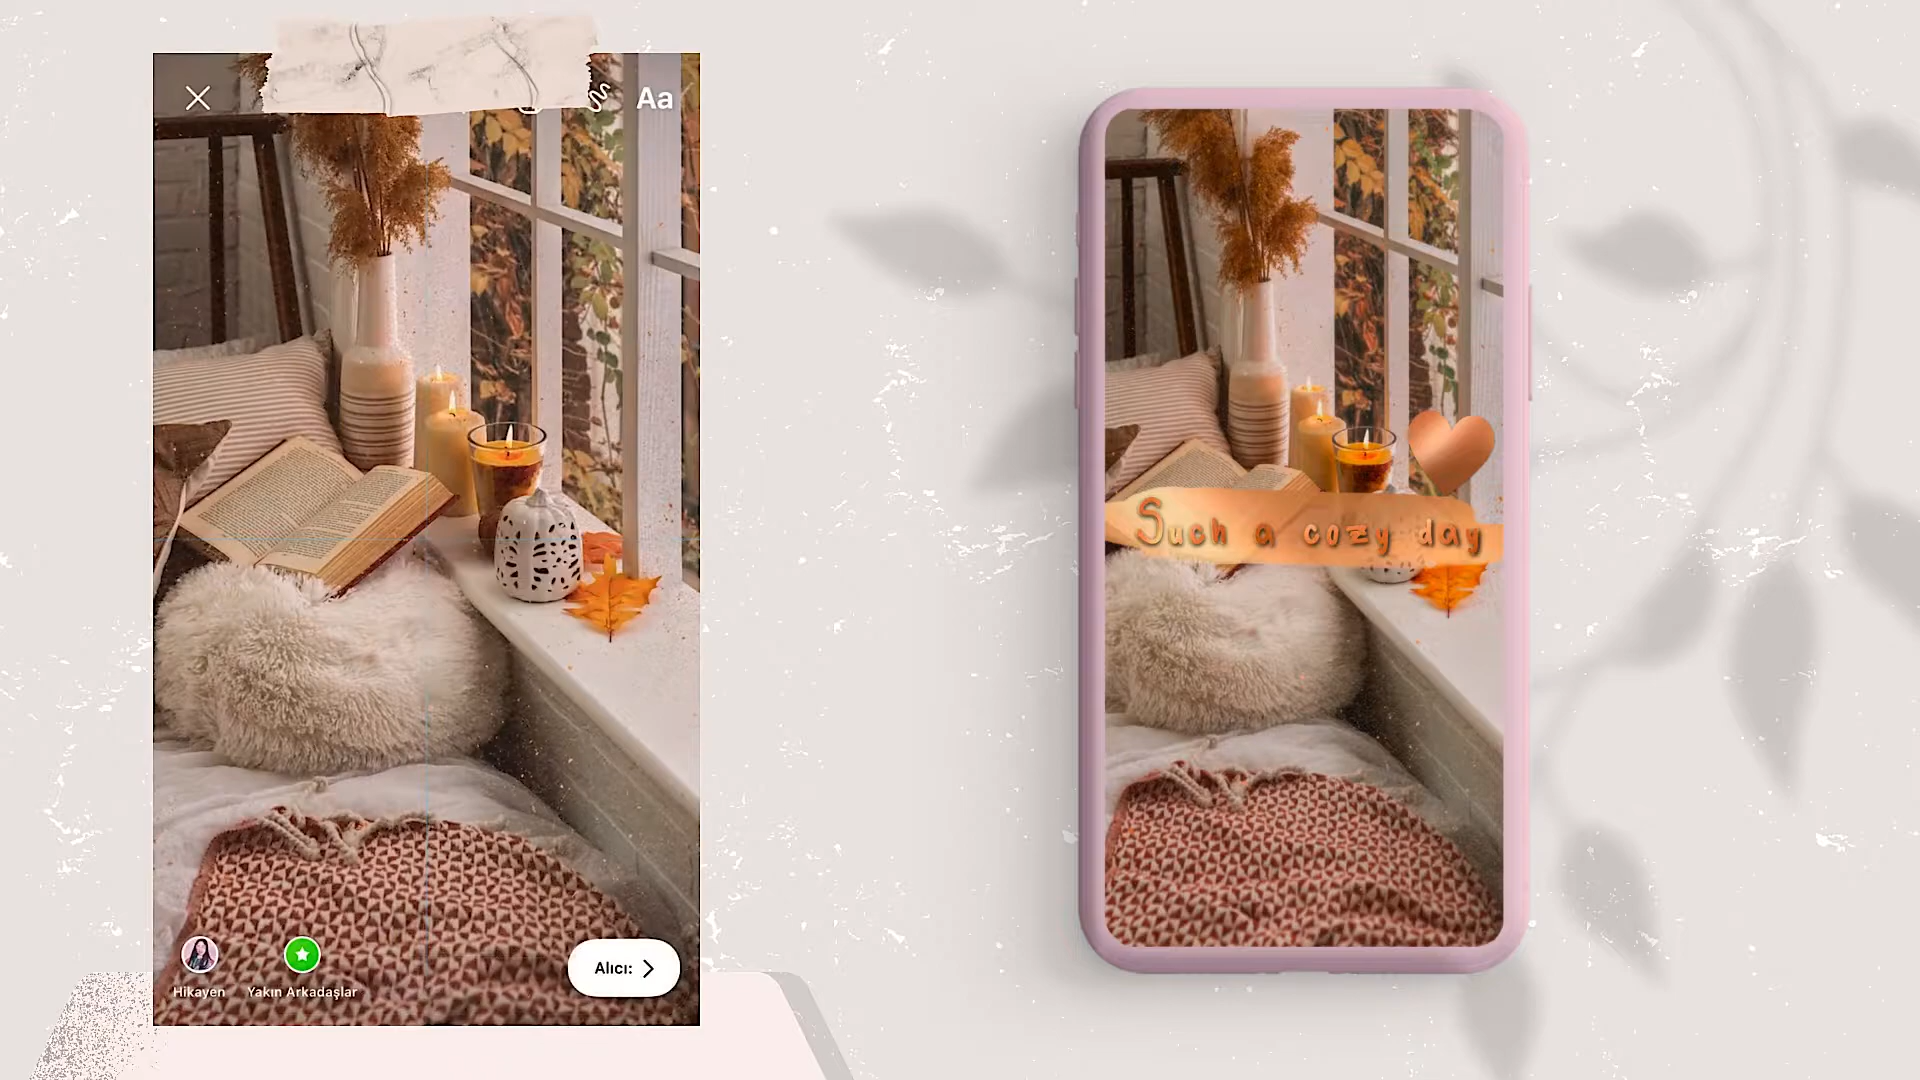 Aa
Such a cozy day
Alıcı:
Hikayen
Yakın Arkadaşlar